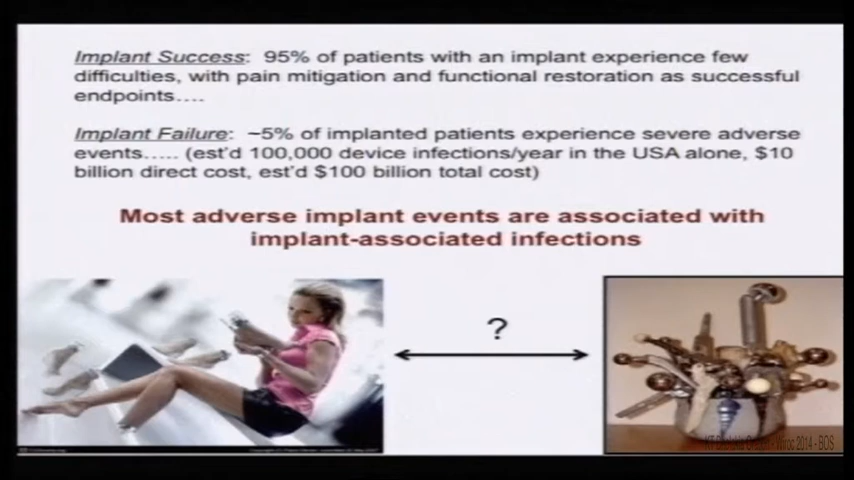 Implant Success: 95% of patients with an implant experience few
difficulties, with pain mitigation and functional restoration as successful
endpoints....
Implant Failure: ~5% of implanted patients experience severe adverse
events..... (est'd 100,000 device infections/year in the USA alone, $10
billion direct cost, est'd $100 billion total cost)
Most adverse implant events are associated with
implant-associated infections
?
Wroc 2014 - BOS